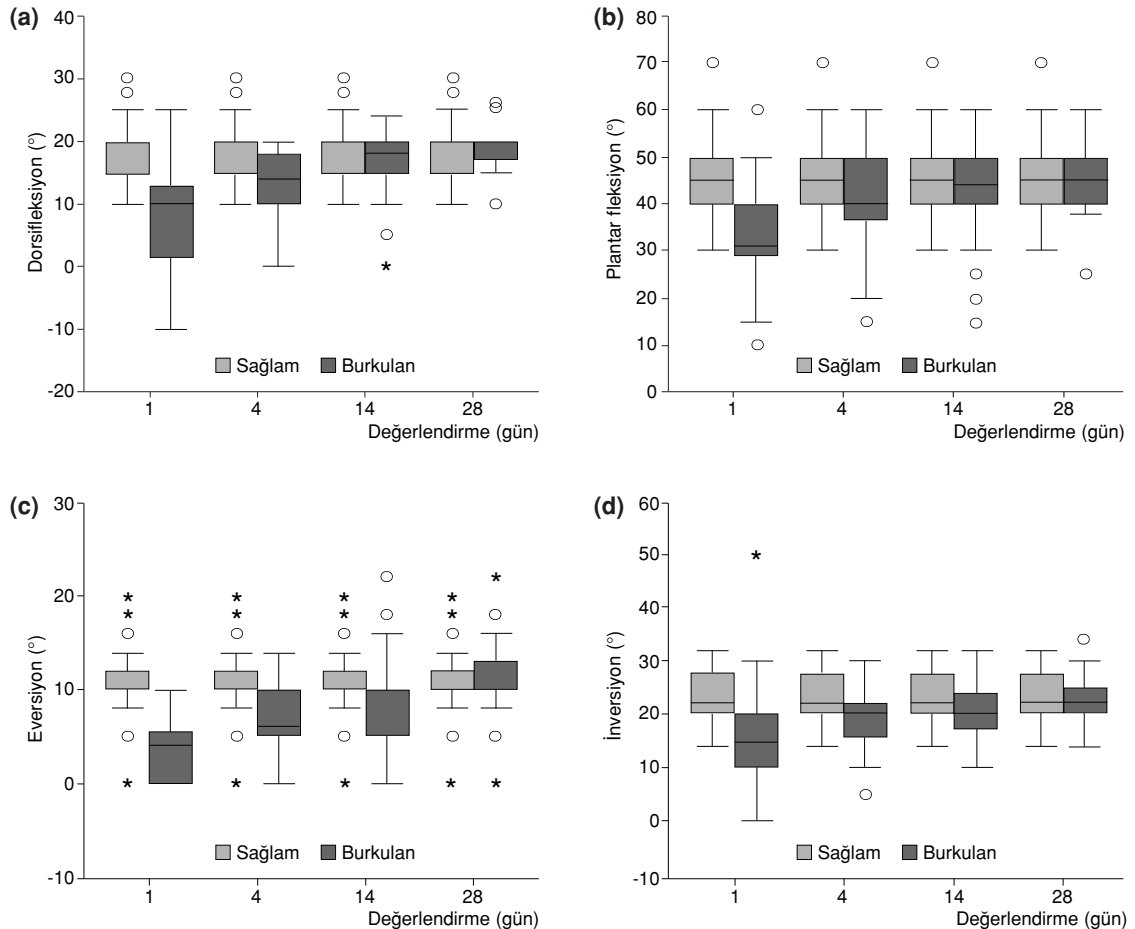 (a)
40
30
20
10
0
-10
-20
Dorsifleksiyon (°)
Sağlam Burkulan
1 4 14 28
Değerlendirme (gün)
(b)
80
70
60
50
40
30
20
10
0
Plantar fleksiyon (°)
Sağlam Burkulan
1 4 14 28
Değerlendirme (gün)
(c)
30
20
10
0
-10
Eversiyon (°)
Sağlam Burkulan
1 4 14 28
Değerlendirme (gün)
(d)
60
50
40
30
20
10
0
-10
İnversiyon (°)
Sağlam Burkulan
1 4 14 28
Değerlendirme (gün)